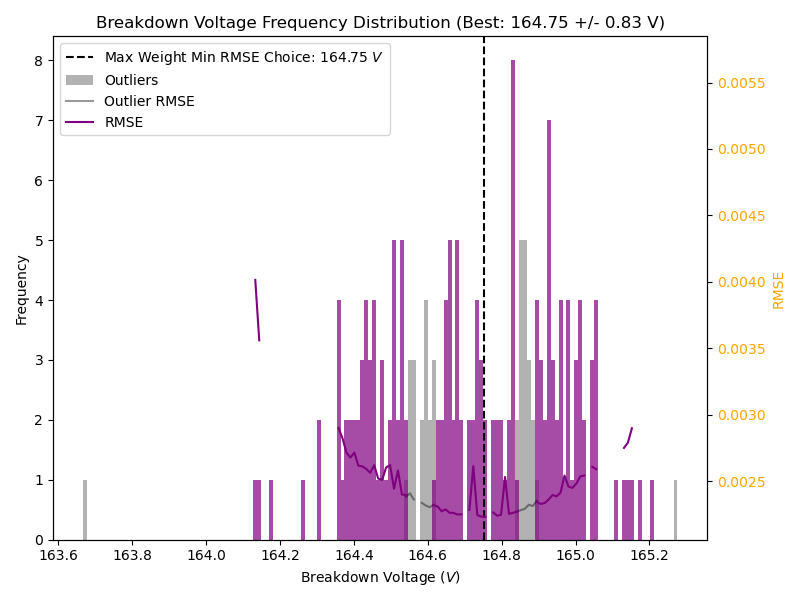 Breakdown Voltage Frequency Distribution (Best: 164.75 +/- 0.83 V)
Max Weight Min RMSE Choice: 164.75 V
Outliers
Outlier RMSE
RMSE
8
7
6
5
4
3
2
1
0
Frequency
0.0055
0.0050
0.0045
0.0040
0.0035
0.0030
0.0025
RMSE
163.6 163.8 164.0 164.2 164.4 164.6 164.8 165.0 165.2
Breakdown Voltage (V)